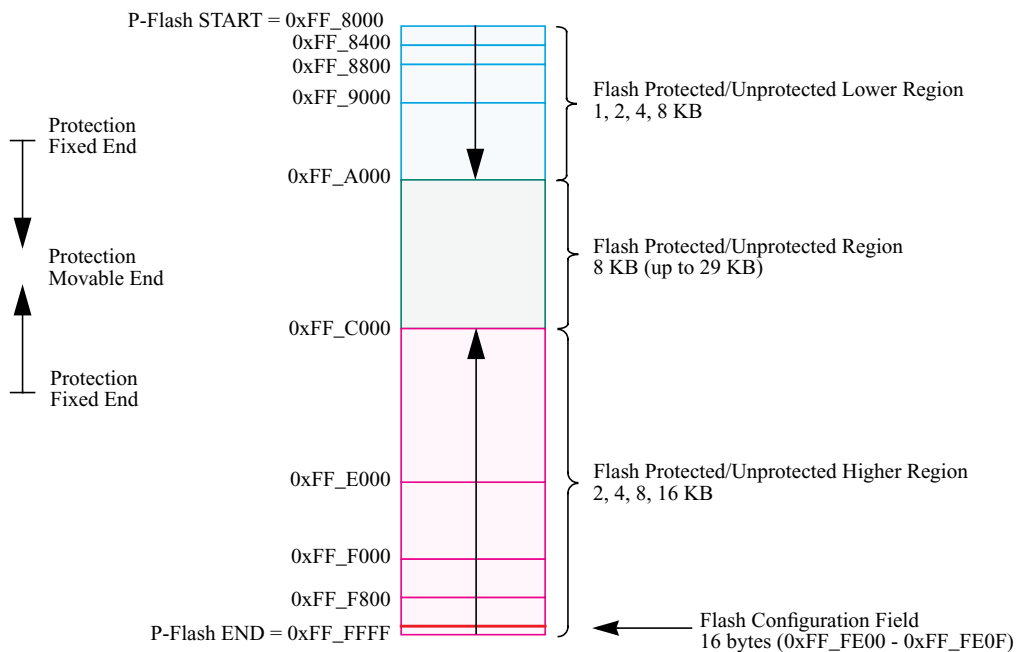 P-Flash START = 0xFF_8000
0xFF_8400
0xFF_8800
0xFF_9000
0xFF_A000
0xFF_C000
0xFF_E000
0xFF_F000
0xFF_F800
P-Flash END = 0xFF_FFFF
Protection
Fixed End
Protection
Movable End
Protection
Fixed End
Flash Protected/Unprotected Lower Region
1, 2, 4, 8 KB
Flash Protected/Unprotected Region
8 KB (up to 29 KB)
Flash Protected/Unprotected Higher Region
2, 4, 8, 16 KB
Flash Configuration Field
16 bytes (0xFF_FE00 - 0xFF_FE0F)